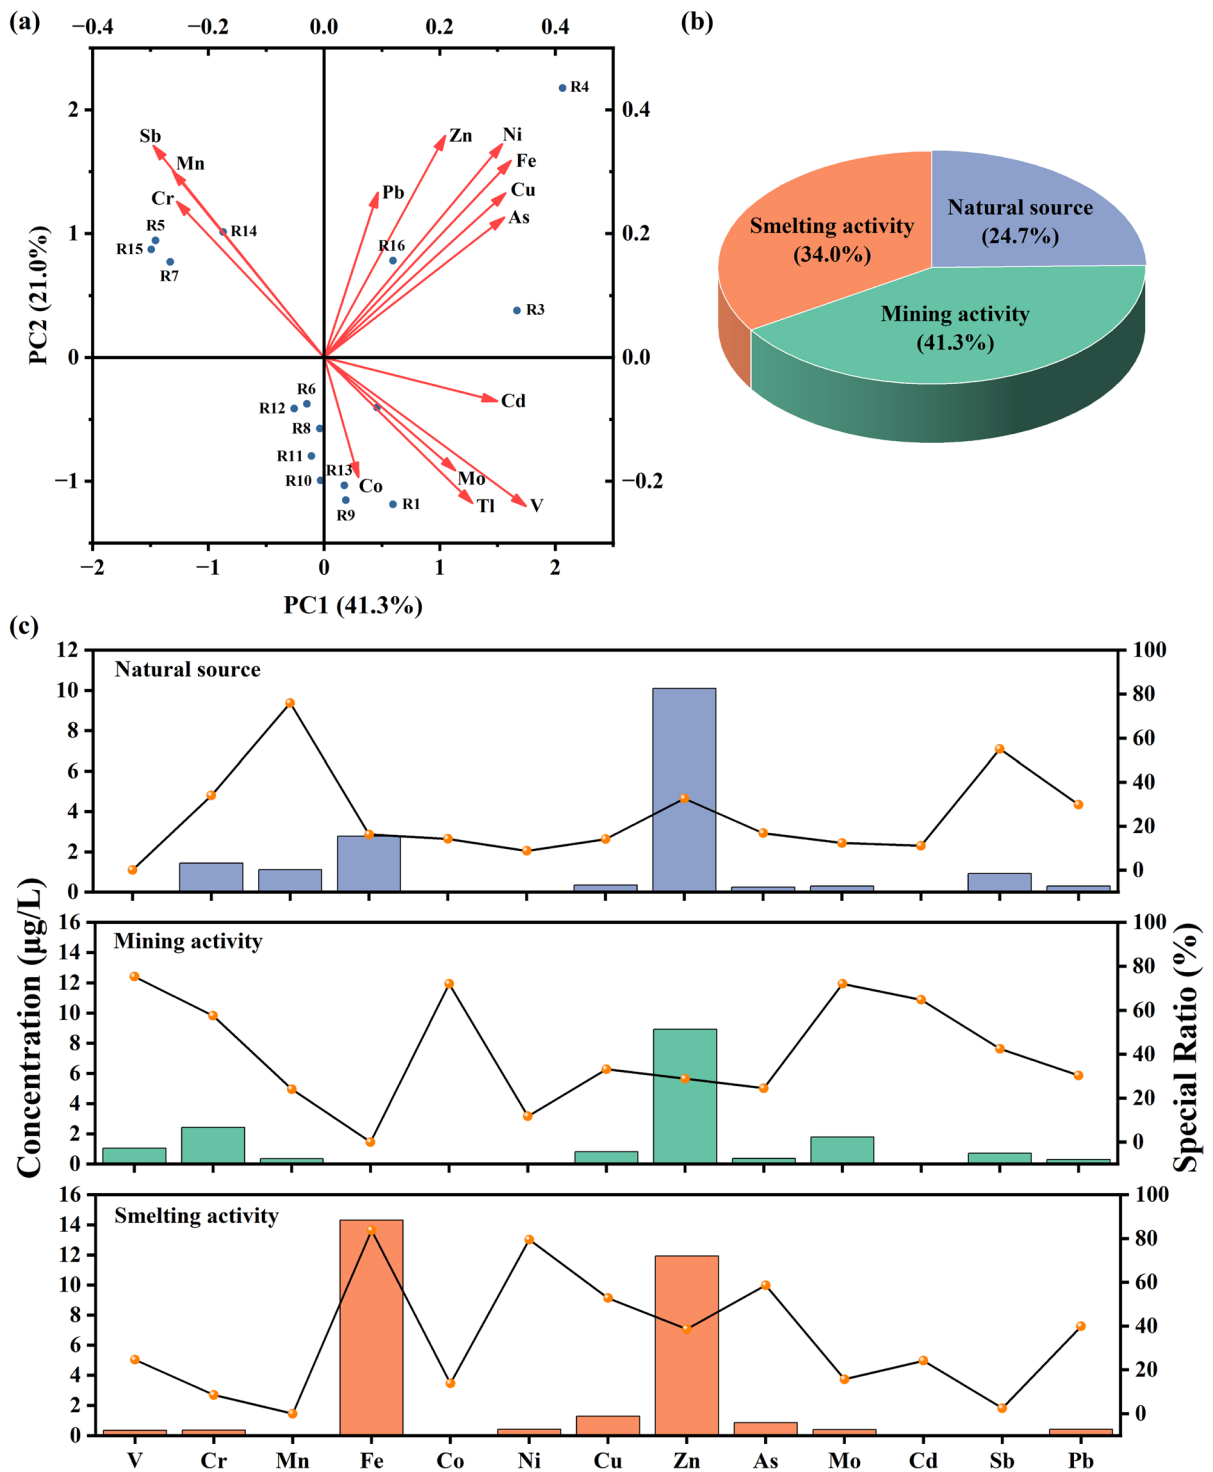 (a)
−0.4 −0.2 0.0 0.2 0.4
PC2 (21.0%)
2
1
0
−1
0.4
0.2
0.0
−0.2
−2 −1 0 1 2
PC1 (41.3%)
R4
Sb
Mn
Cr
Pb
Zn
Ni
Fe
Cu
As
R5
R15
R7
R14
R16
R3
R6
R12
R8
R11
R10
R13
R9
R1
Cd
Mo
Co
Tl
V
(b)
Smelting activity
(34.0%)
Natural source
(24.7%)
Mining activity
(41.3%)
(c)
Concentration (μg/L)
Special Ratio (%)
Natural source
12
10
8
6
4
2
0
100
80
60
40
20
0
Mining activity
16
14
12
10
8
6
4
2
0
100
80
60
40
20
0
Smelting activity
16
14
12
10
8
6
4
2
0
100
80
60
40
20
0
V Cr Mn Fe Co Ni Cu Zn As Mo Cd Sb Pb